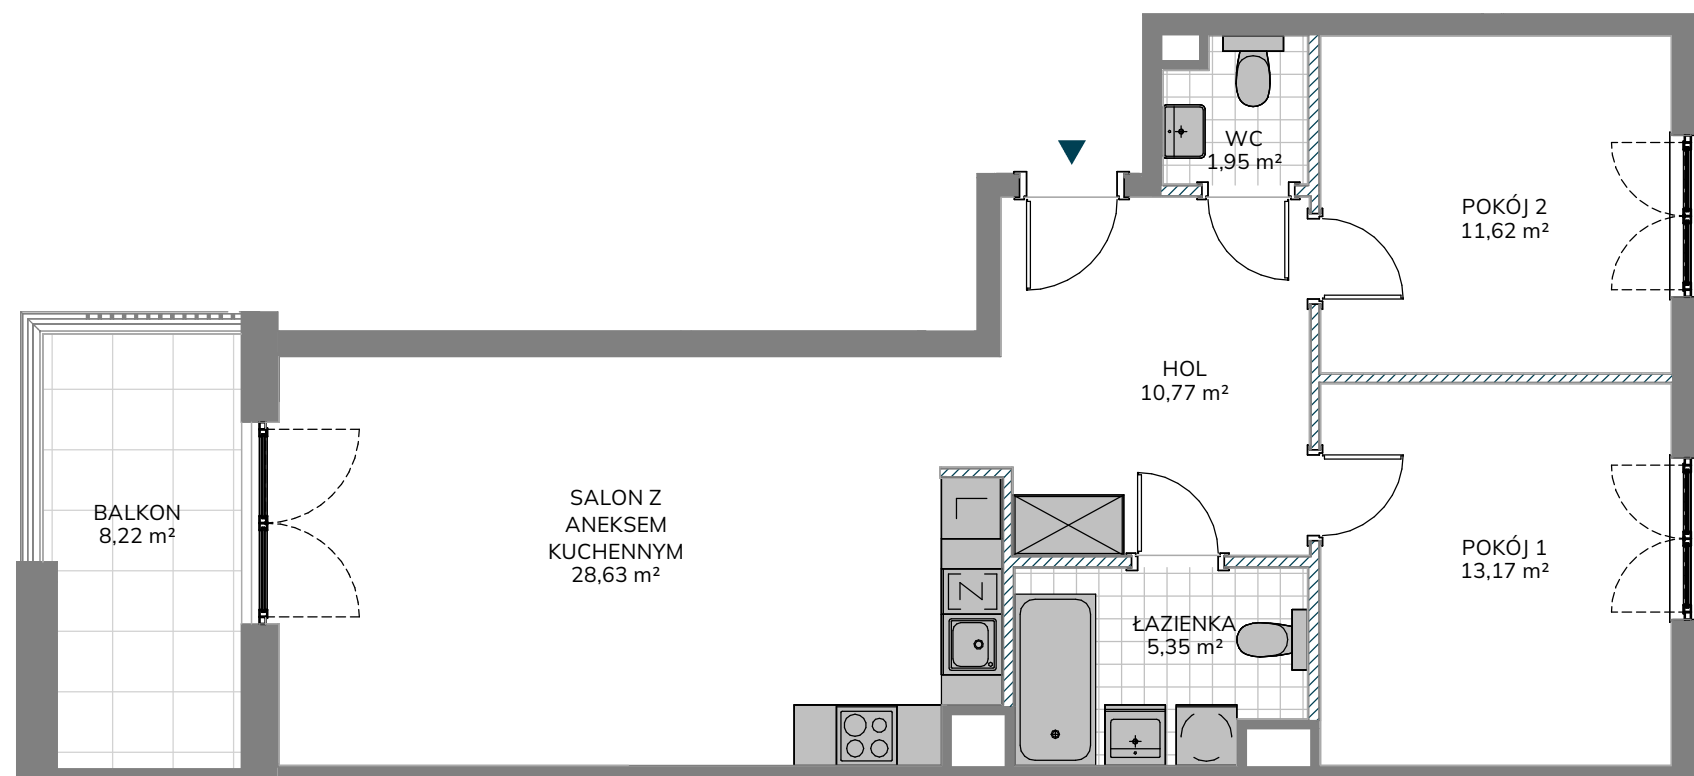 WC
1,95 m²
POKÓJ 2
11,62 m²
HOL
10,77 m²
BALKON
8,22 m²
SALON Z
ANEKSEM
KUCHENNYM
28,63 m²
L
Z
POKÓJ 1
13,17 m²
ŁAZIENKA
5,35 m²